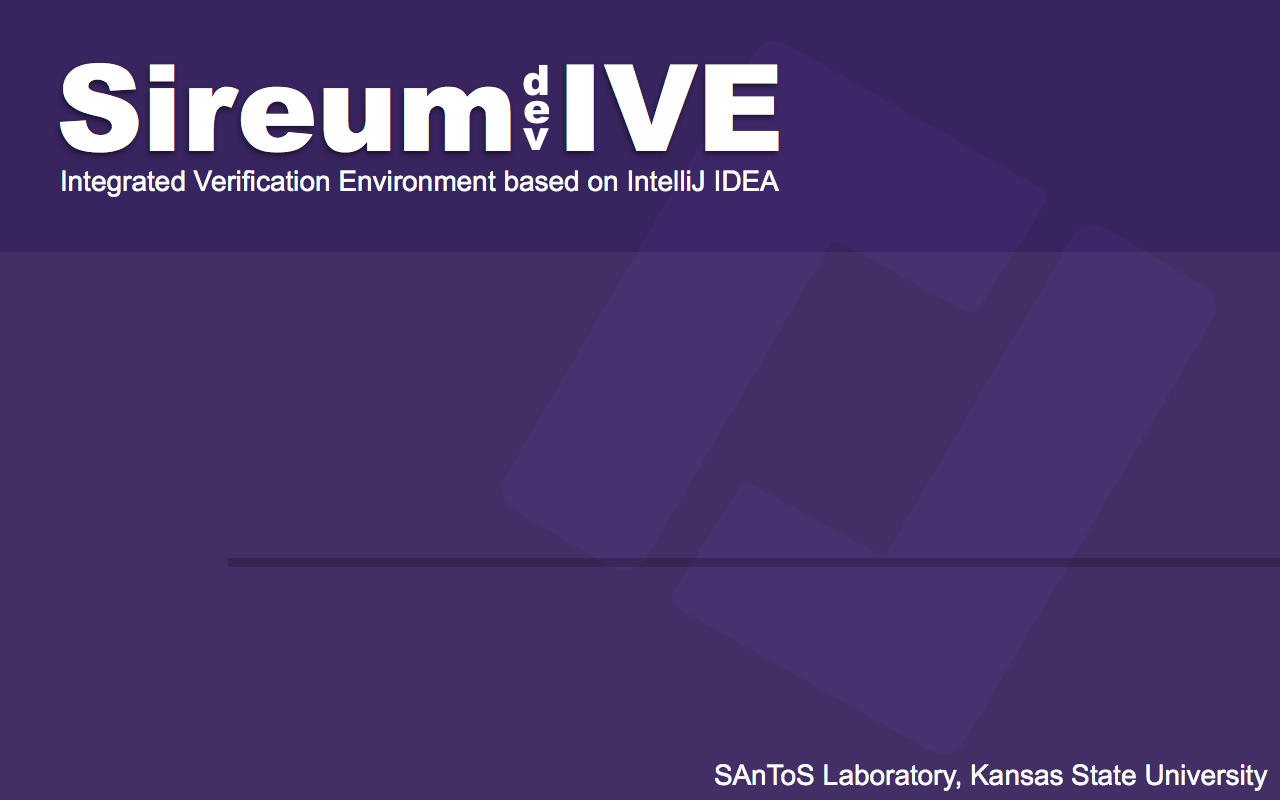 Sireum dev IVE
Integrated Verification Environment based on IntelliJ IDEA
SAnToS Laboratory, Kansas State University